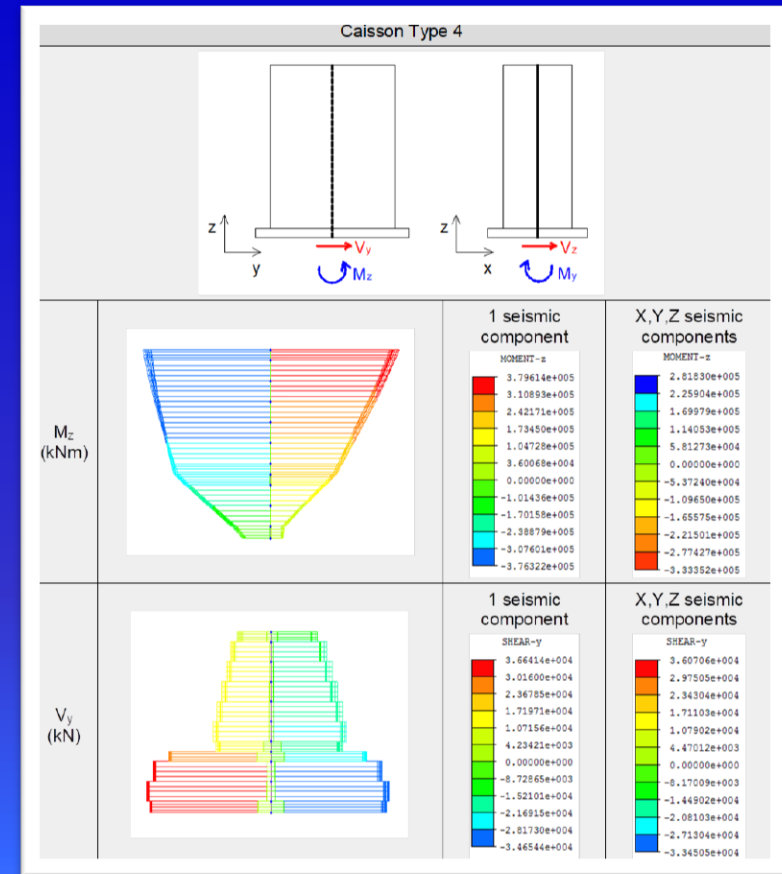 Caisson Type 4
z
y
Vy
Mz
z
x
Vz
My
Mz
(kNm)
1 seismic
component
MOMENT-z
3.79614e+005
3.10893e+005
2.42171e+005
1.73450e+005
1.04728e+005
3.60068e+004
0.00000e+000
-1.01436e+005
-1.70158e+005
-2.38879e+005
-3.07601e+005
-3.76322e+005
X,Y,Z seismic
components
MOMENT-z
2.81830e+005
2.25904e+005
1.69979e+005
1.14053e+005
5.81273e+004
0.00000e+000
-5.37240e+004
-1.09650e+005
-1.65575e+005
-2.21501e+005
-2.77427e+005
-3.33352e+005
Vy
(kN)
1 seismic
component
SHEAR-y
3.66414e+004
3.01600e+004
2.36785e+004
1.71971e+004
1.07156e+004
4.23421e+003
0.00000e+000
-8.72865e+003
-1.52101e+004
-2.16915e+004
-2.81730e+004
-3.46544e+004
X,Y,Z seismic
components
SHEAR-y
3.60706e+004
2.97505e+004
2.34304e+004
1.71103e+004
1.07902e+004
4.47012e+003
0.00000e+000
-8.17009e+003
-1.44902e+004
-2.08103e+004
-2.71304e+004
-3.34505e+004